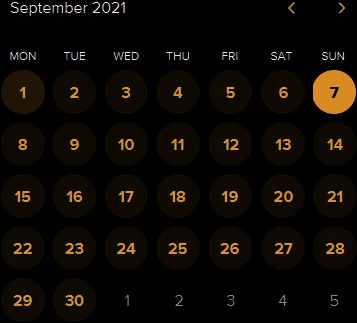 September 2021
MON TUE WED THU FRI SAT SUN
1 2 3 4 5 6 7
8 9 10 11 12 13 14
15 16 17 18 19 20 21
22 23 24 25 26 27 28
29 30 1 2 3 4 5